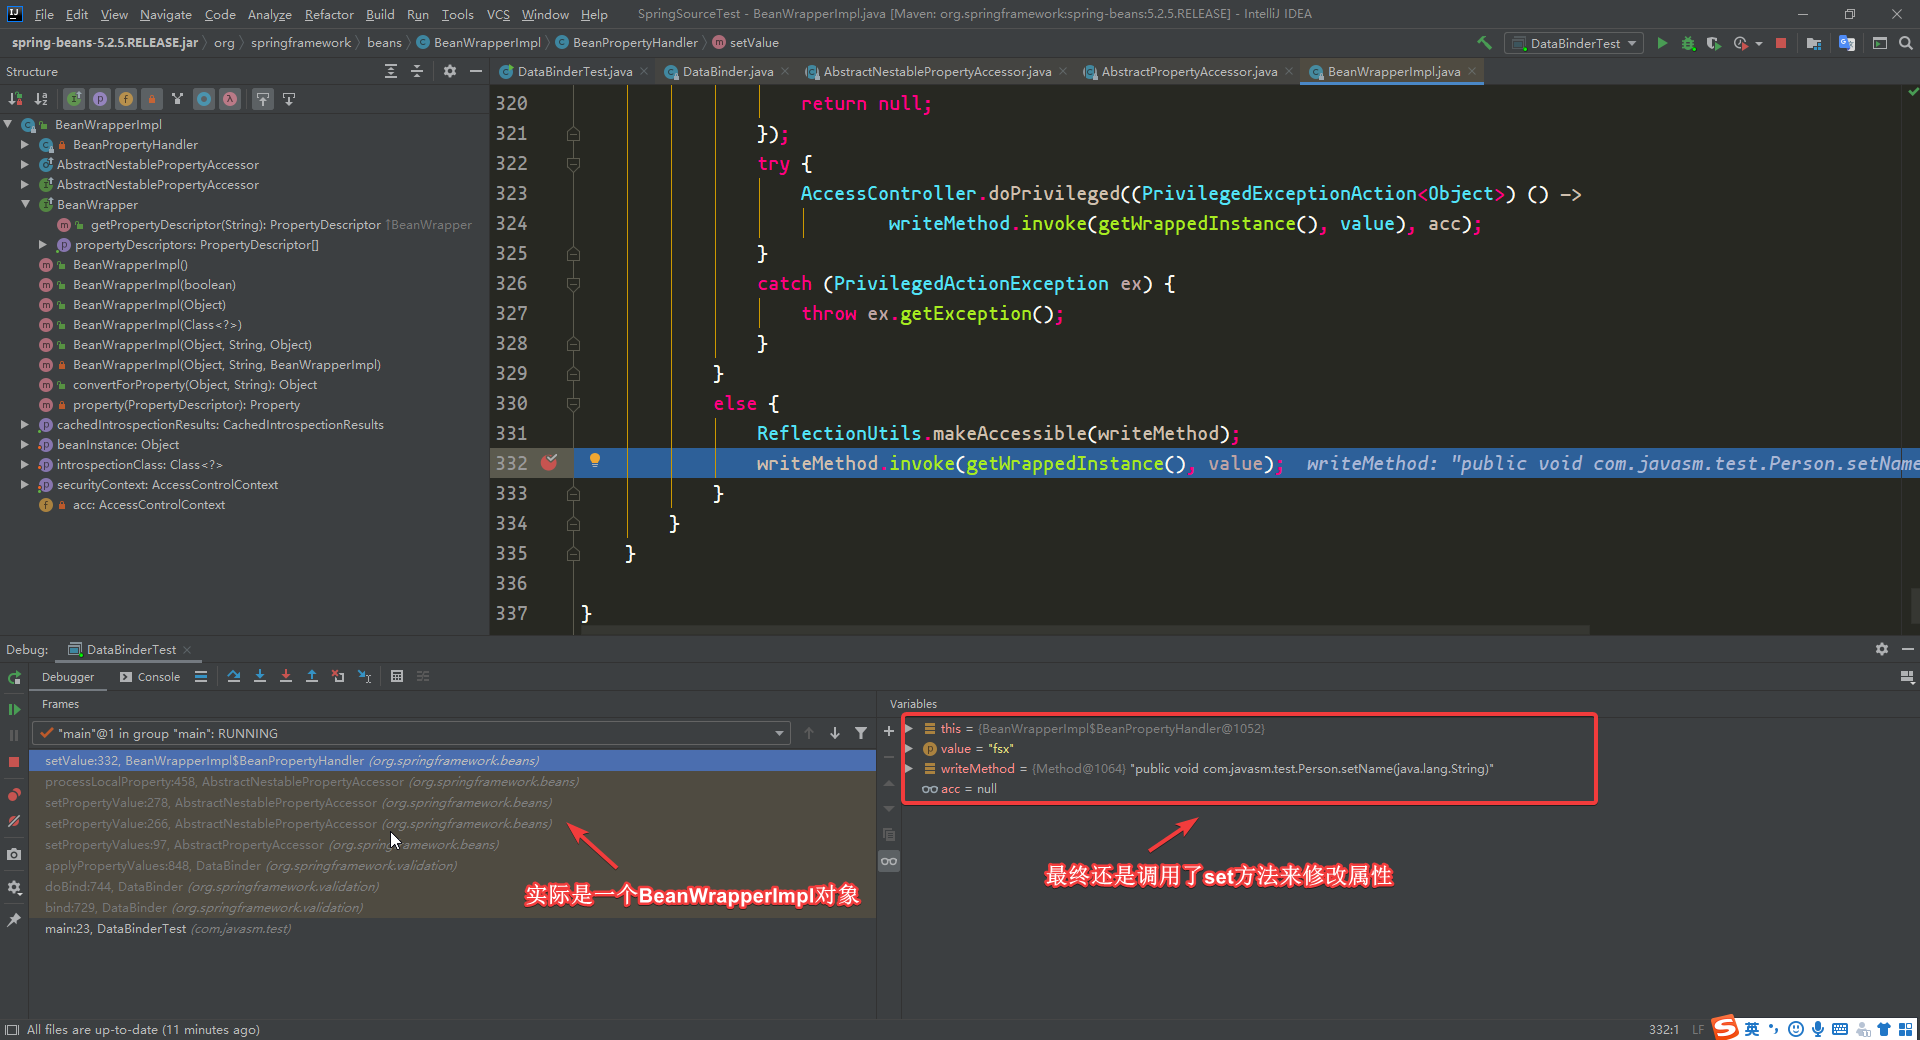 File Edit View Navigate Code Analyze Refactor Build Run Tools VCS Window Help SpringSourceTest - BeanWrapperImpl.java [Maven: org.springframework:spring-beans:5.2.5.RELEASE] - IntelliJ IDEA
spring-beans-5.2.5.RELEASE.jar org springframework beans BeanWrapperImpl BeanPropertyHandler setValue DataBinderTest
Structure
DataBinderTest.java DataBinder.java AbstractNestablePropertyAccessor.java AbstractPropertyAccessor.java BeanWrapperImpl.java
BeanWrapperImpl
BeanPropertyHandler
AbstractNestablePropertyAccessor
AbstractNestablePropertyAccessor
BeanWrapper
getPropertyDescriptor(String): PropertyDescriptor ↑BeanWrapper
propertyDescriptors: PropertyDescriptor[]
BeanWrapperImpl()
BeanWrapperImpl(boolean)
BeanWrapperImpl(Object)
BeanWrapperImpl(Class<?>)
BeanWrapperImpl(Object, String, Object)
BeanWrapperImpl(Object, String, BeanWrapperImpl)
convertForProperty(Object, String): Object
property(PropertyDescriptor): Property
cachedIntrospectionResults: CachedIntrospectionResults
beanInstance: Object
introspectionClass: Class<?>
securityContext: AccessControlContext
acc: AccessControlContext
320 return null;
321 });
322 try {
323 AccessController.doPrivileged((PrivilegedExceptionAction<Object>) () ->
324 writeMethod.invoke(getWrappedInstance(), value), acc);
325 }
326 catch (PrivilegedActionException ex) {
327 throw ex.getException();
328 }
329 }
330 else {
331 ReflectionUtils.makeAccessible(writeMethod);
332 writeMethod.invoke(getWrappedInstance(), value); writeMethod: "public void com.javasm.test.Person.setName
333 }
334 }
335 }
336
337 }
Debug: DataBinderTest
Debugger Console
Frames
"main"@1 in group "main": RUNNING
setValue:332, BeanWrapperImpl$BeanPropertyHandler (org.springframework.beans)
processLocalProperty:458, AbstractNestablePropertyAccessor (org.springframework.beans)
setPropertyValue:278, AbstractNestablePropertyAccessor (org.springframework.beans)
setPropertyValue:266, AbstractNestablePropertyAccessor (org.springframework.beans)
setPropertyValues:97, AbstractPropertyAccessor (org.springframework.beans)
applyPropertyValues:848, DataBinder (org.springframework.validation)
doBind:744, DataBinder (org.springframework.validation)
bind:729, DataBinder (org.springframework.validation)
main:23, DataBinderTest (com.javasm.test)
实际是一个BeanWrapperImpl对象
Variables
this = {BeanWrapperImpl$BeanPropertyHandler@1052}
value = "fsx"
writeMethod = {Method@1064} "public void com.javasm.test.Person.setName(java.lang.String)"
acc = null
最终还是调用了set方法来修改属性
All files are up-to-date (11 minutes ago)
332:1 LF 英